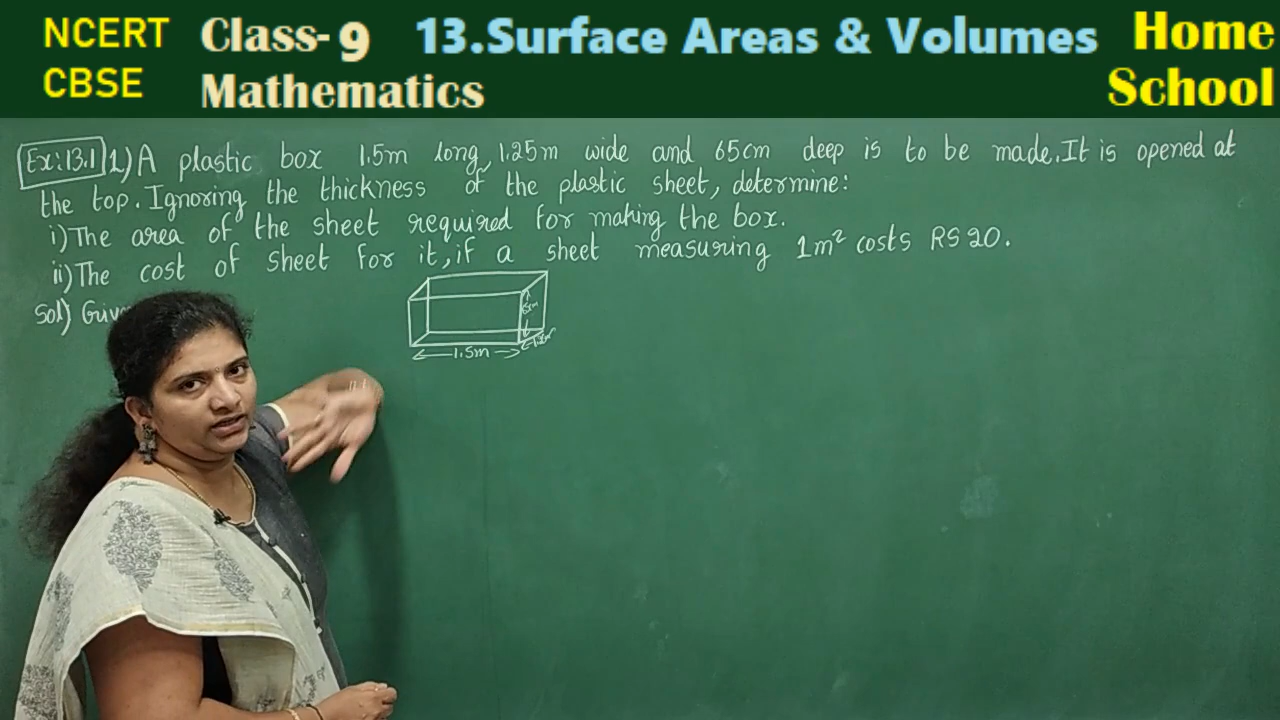 NCERT Class-9 13.Surface Areas & Volumes Home
CBSE Mathematics School
Ex:13.1 1) A plastic box 1.5m long, 1.25m wide and 65cm deep is to be made. It is opened at
the top. Ignoring the thickness of the plastic sheet, determine:
i) The area of the sheet required for making the box.
ii) The cost of sheet for it, if a sheet measuring 1m² costs RS 20.
Sol)
1.5m